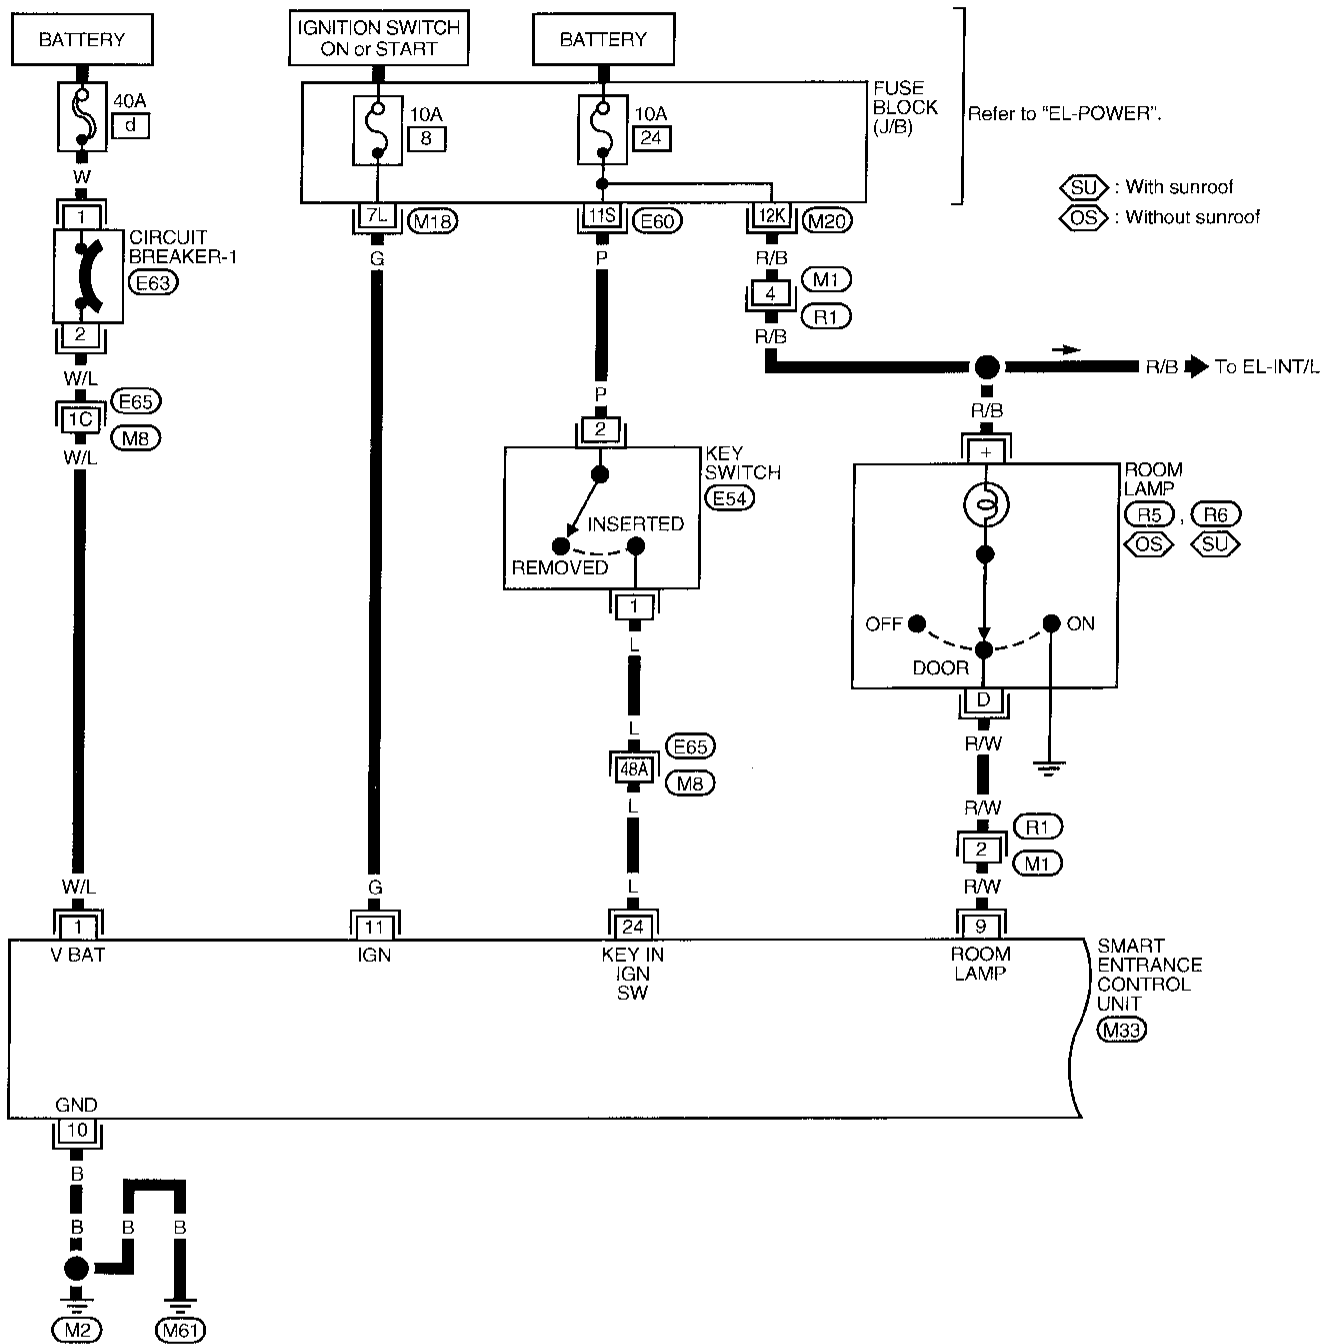 BATTERY
IGNITION SWITCH
ON or START
BATTERY
40A
d
10A
8
10A
24
FUSE
BLOCK
(J/B)
Refer to "EL-POWER".
SU : With sunroof
OS : Without sunroof
W
1
7L
M18
11S
E60
12K
M20
CIRCUIT
BREAKER-1
E63
G
P
R/B
4
M1
R1
2
R/B
W/L
R/B
To EL-INT/L
E65
1C
M8
P
R/B
W/L
2
+
KEY
SWITCH
E54
ROOM
LAMP
R5 , R6
OS
SU
INSERTED
REMOVED
1
OFF
ON
L
DOOR
D
L
R/W
E65
48A
M8
L
R/W
R1
2
M1
W/L
G
L
R/W
1
11
24
9
V BAT
IGN
KEY IN
IGN
SW
ROOM
LAMP
SMART
ENTRANCE
CONTROL
UNIT
M33
GND
10
B
B
B
B
M2
M61